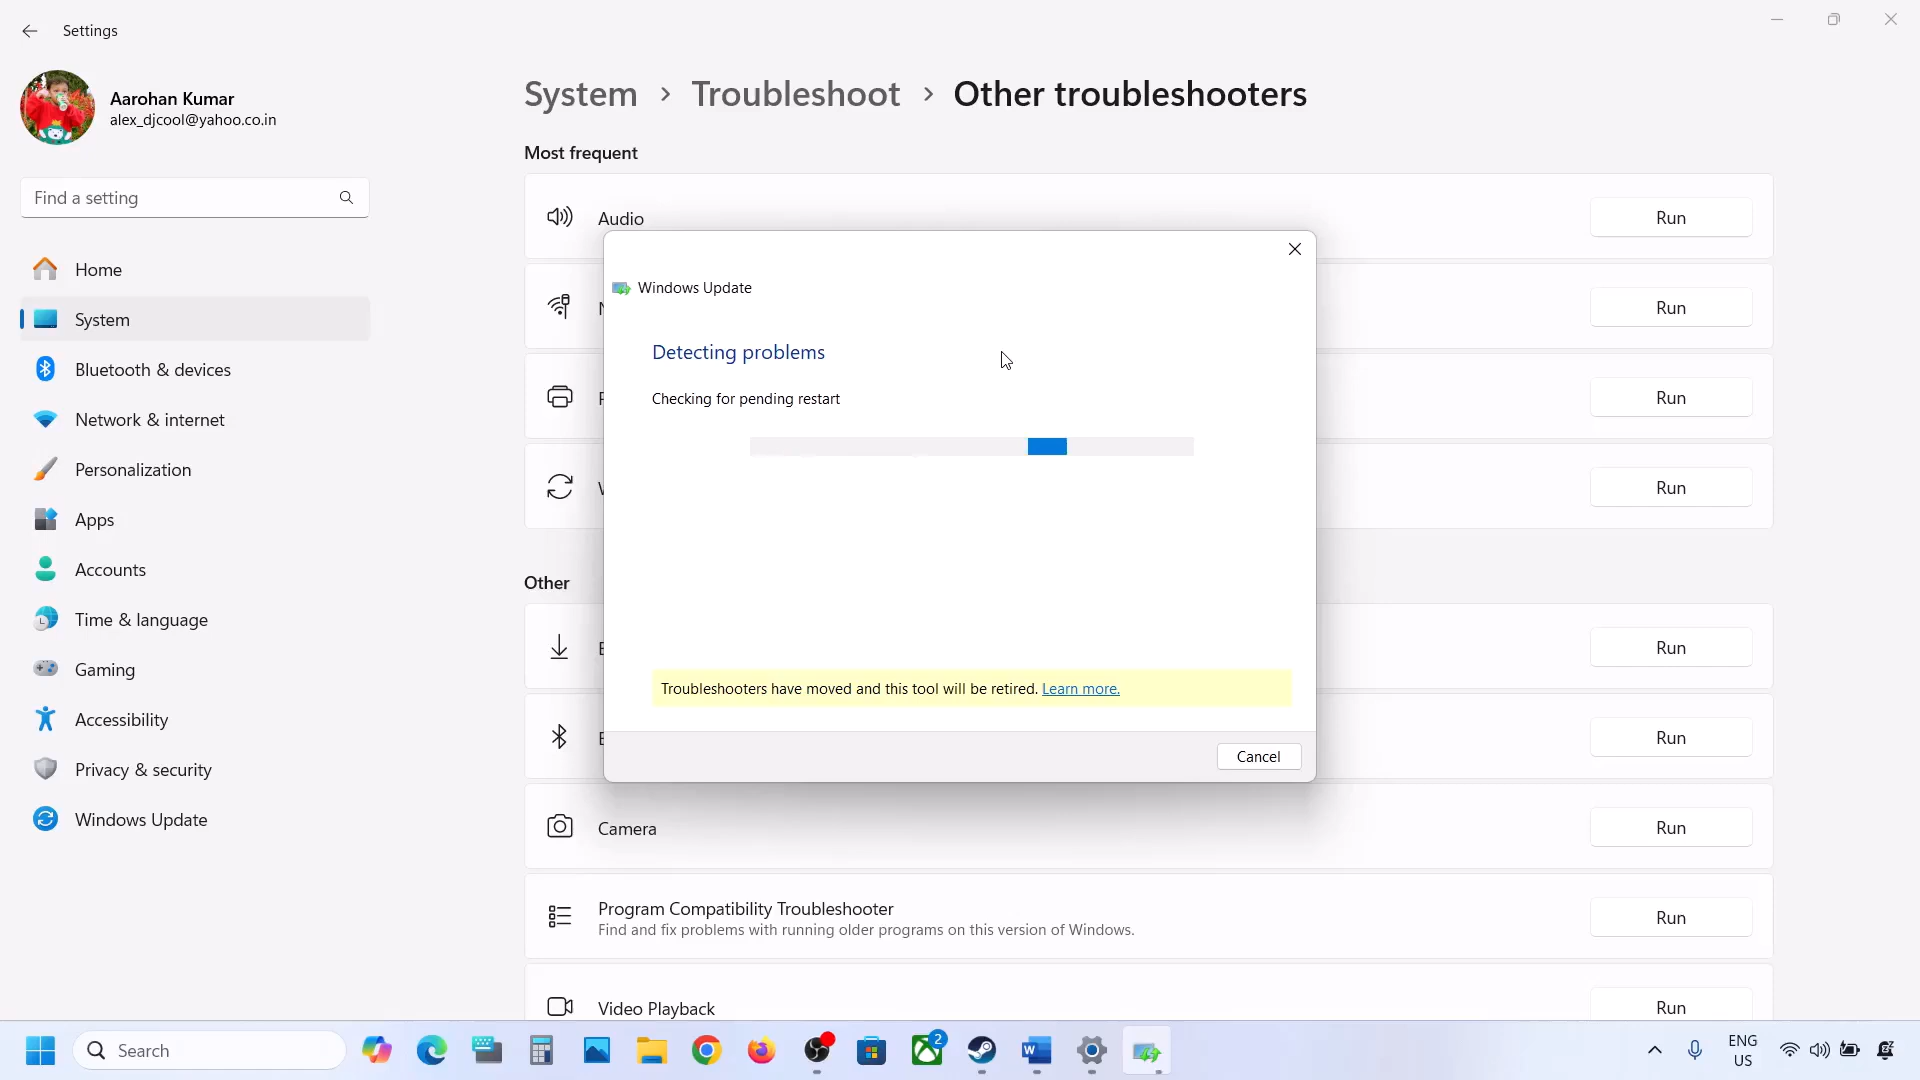 Settings
Aarohan Kumar
alex_djcool@yahoo.co.in
Find a setting
Home
System
Bluetooth & devices
Network & internet
Personalization
Apps
Accounts
Time & language
Gaming
Accessibility
Privacy & security
Windows Update
System > Troubleshoot > Other troubleshooters
Most frequent
Audio
Run
Run
Run
Run
Windows Update
Detecting problems
Checking for pending restart
Troubleshooters have moved and this tool will be retired. Learn more.
Cancel
Other
Run
Run
Camera
Run
Program Compatibility Troubleshooter
Find and fix problems with running older programs on this version of Windows.
Run
Video Playback
Run
Search
2
ENG
US